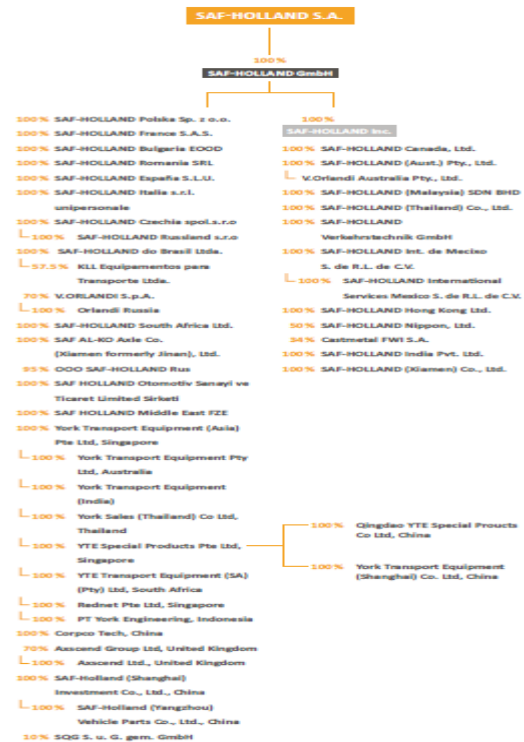 SAF-HOLLAND S.A.
100%
SAF-HOLLAND GmbH
100% SAF-HOLLAND Polska Sp. z o.o.
100% SAF-HOLLAND France S.A.S.
100% SAF-HOLLAND Bulgaria EOOD
100% SAF-HOLLAND Romania SRL
100% SAF-HOLLAND España S.L.U.
100% SAF-HOLLAND Italia s.r.l.
unipersonale
100% SAF-HOLLAND Czechia spol.s.r.o
100% SAF-HOLLAND Russland s.r.o
100% SAF-HOLLAND do Brasil Ltda.
57.5% KLL Equipamentos para
Transporte Ltda.
70% V.ORLANDI S.p.A.
100% Orlandi Russia
100% SAF-HOLLAND South Africa Ltd.
100% SAF AL-KO Axle Co.
(Xiamen formerly Jinan), Ltd.
95% OOO SAF-HOLLAND Rus
100% SAF HOLLAND Otomotiv Sanayi ve
Ticaret Limited Sirketi
100% SAF HOLLAND Middle East FZE
100% York Transport Equipment (Asia)
Pte Ltd, Singapore
100% York Transport Equipment Pty
Ltd, Australia
100% York Transport Equipment
(India)
100% York Sales (Thailand) Co Ltd,
Thailand
100% YTE Special Products Pte Ltd,
Singapore
100% YTE Transport Equipment (SA)
(Pty) Ltd, South Africa
100% Rednet Pte Ltd, Singapore
100% PT York Engineering, Indonesia
100% Corpco Tech, China
70% Axscend Group Ltd, United Kingdom
100% Axscend Ltd., United Kingdom
100% SAF-Holland (Shanghai)
Investment Co., Ltd., China
100% SAF-Holland (Yangzhou)
Vehicle Parts Co., Ltd., China
10% SQG S. u. G. gem. GmbH
100%
SAF-HOLLAND Inc.
100% SAF-HOLLAND Canada, Ltd.
100% SAF-HOLLAND (Aust.) Pty., Ltd.
V.Orlandi Australia Pty., Ltd.
100% SAF-HOLLAND (Malaysia) SDN BHD
100% SAF-HOLLAND (Thailand) Co., Ltd.
100% SAF-HOLLAND
Verkehrstechnik GmbH
100% SAF-HOLLAND Int. de Mecixo
S. de R.L. de C.V.
100% SAF-HOLLAND International
Services Mexico S. de R.L. de C.V.
100% SAF-HOLLAND Hong Kong Ltd.
50% SAF-HOLLAND Nippon, Ltd.
34% Castmetal FWI S.A.
100% SAF-HOLLAND India Pvt. Ltd.
100% SAF-HOLLAND (Xiamen) Co., Ltd.
100% Qingdao YTE Special Proucts
Co Ltd, China
100% York Transport Equipment
(Shanghai) Co. Ltd, China